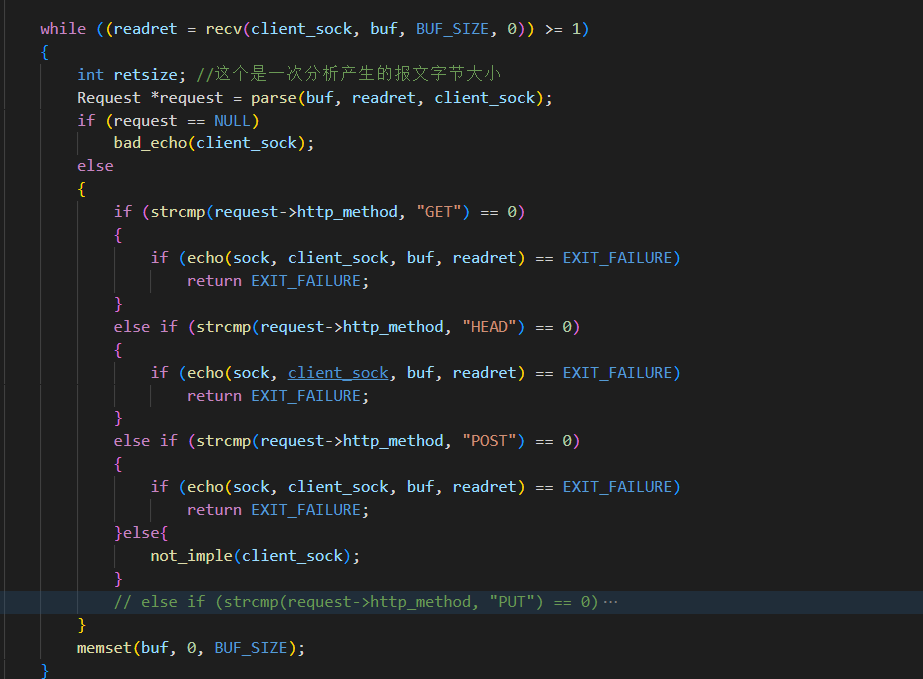 while ((readret = recv(client_sock, buf, BUF_SIZE, 0)) >= 1)
{
    int retsize; //这个是一次分析产生的报文字节大小
    Request *request = parse(buf, readret, client_sock);
    if (request == NULL)
        bad_echo(client_sock);
    else
    {
        if (strcmp(request->http_method, "GET") == 0)
        {
            if (echo(sock, client_sock, buf, readret) == EXIT_FAILURE)
                return EXIT_FAILURE;
        }
        else if (strcmp(request->http_method, "HEAD") == 0)
        {
            if (echo(sock, client_sock, buf, readret) == EXIT_FAILURE)
                return EXIT_FAILURE;
        }
        else if (strcmp(request->http_method, "POST") == 0)
        {
            if (echo(sock, client_sock, buf, readret) == EXIT_FAILURE)
                return EXIT_FAILURE;
        }else{
            not_imple(client_sock);
        }
        // else if (strcmp(request->http_method, "PUT") == 0)···
    }
    memset(buf, 0, BUF_SIZE);
}